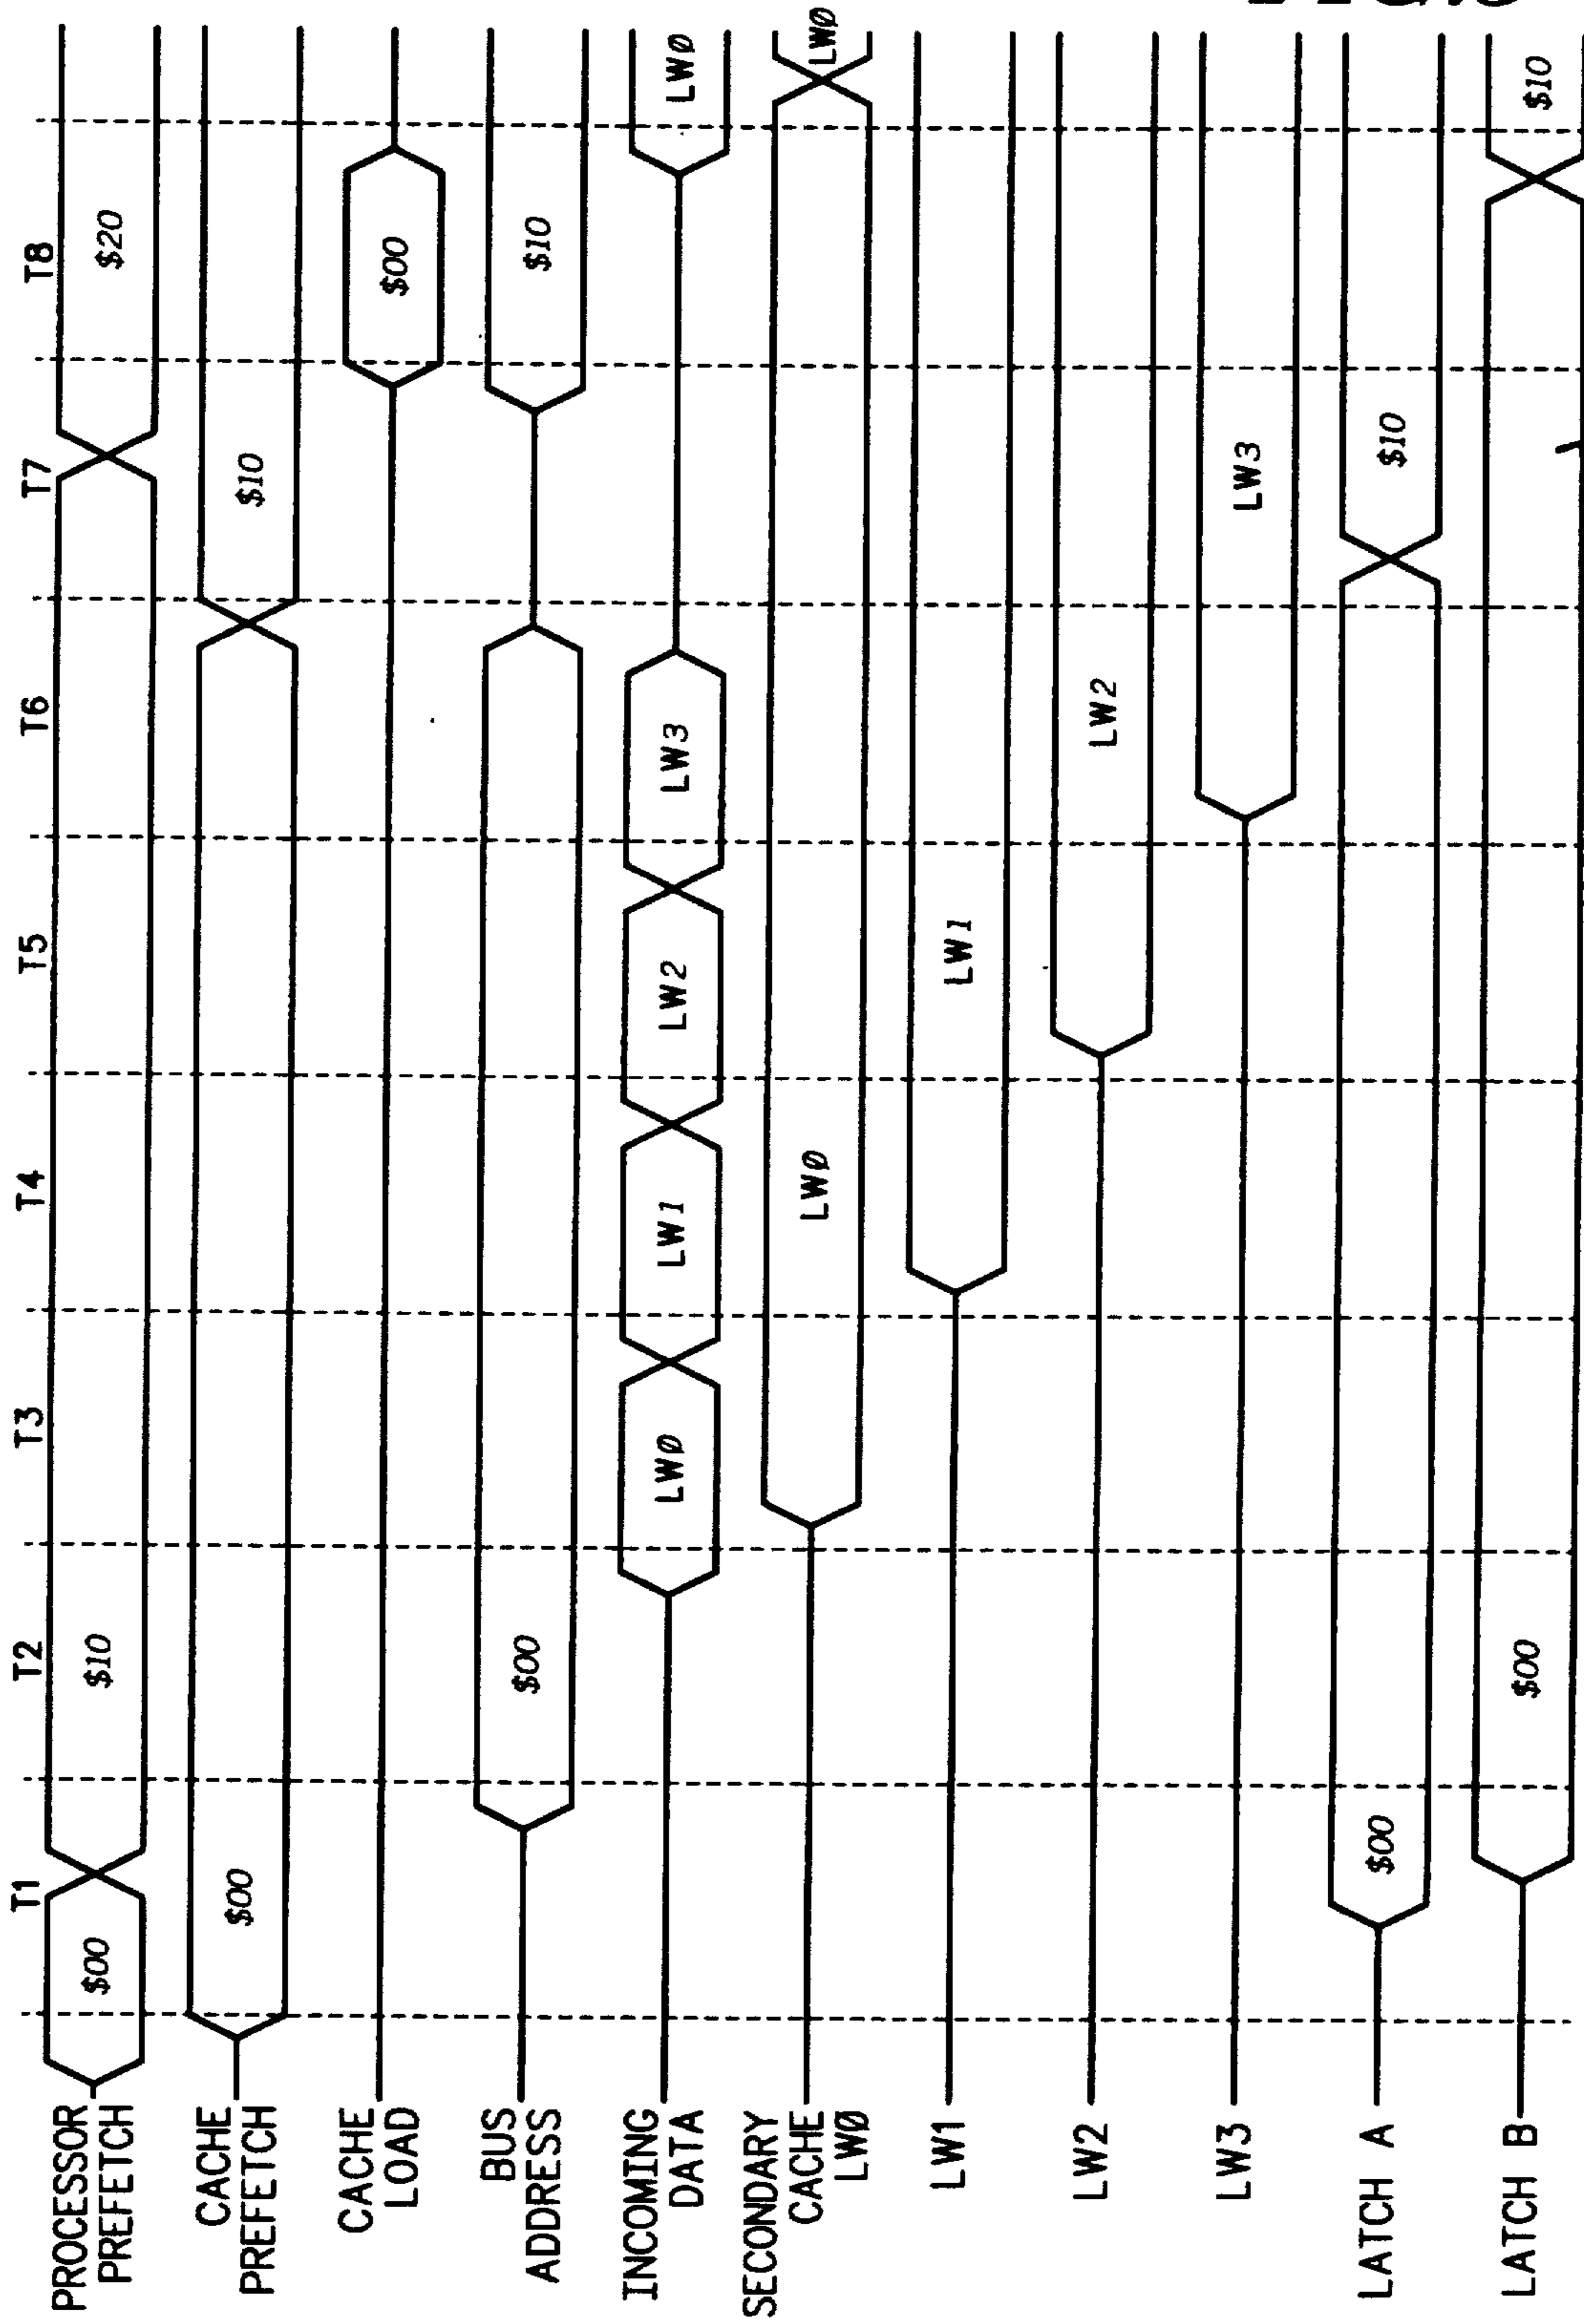 T1 T2 T3 T4 T5 T6 T7 T8
PROCESSOR
PREFETCH
$00 $10 $20
CACHE
PREFETCH
$00 $10
CACHE
LOAD
$00
BUS
ADDRESS
$00 $10
INCOMING
DATA
LWØ LW1 LW2 LW3 LWØ
SECONDARY
CACHE
LWØ
LWØ LWØ
LW1
LW1
LW2
LW2
LW3
LW3
LATCH A
$00 $10
LATCH B
$00 $10